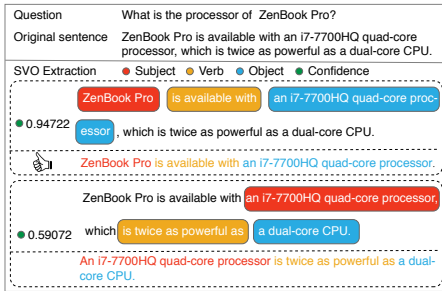 Question What is the processor of ZenBook Pro?
Original sentence ZenBook Pro is available with an i7-7700HQ quad-core
processor, which is twice as powerful as a dual-core CPU.
SVO Extraction Subject Verb Object Confidence
ZenBook Pro is available with an i7-7700HQ quad-core proc-
0.94722 essor , which is twice as powerful as a dual-core CPU.
ZenBook Pro is available with an i7-7700HQ quad-core processor.
ZenBook Pro is available with an i7-7700HQ quad-core processor,
0.59072 which is twice as powerful as a dual-core CPU.
An i7-7700HQ quad-core processor is twice as powerful as a dual-
core CPU.